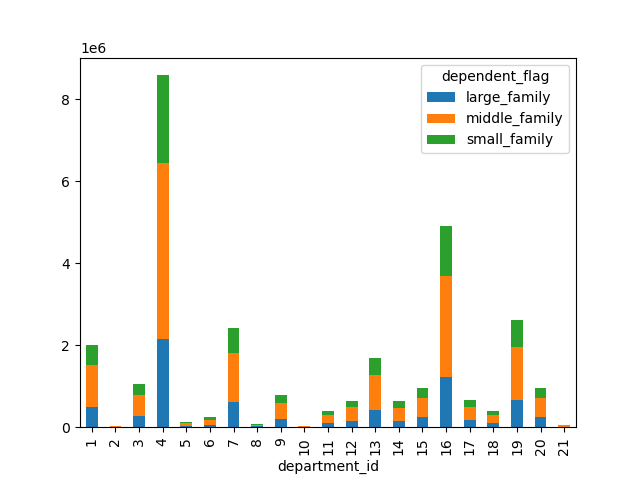 1e6
8
6
4
2
0
dependent_flag
large_family
middle_family
small_family
1 2 3 4 5 6 7 8 9 10 11 12 13 14 15 16 17 18 19 20 21
department_id